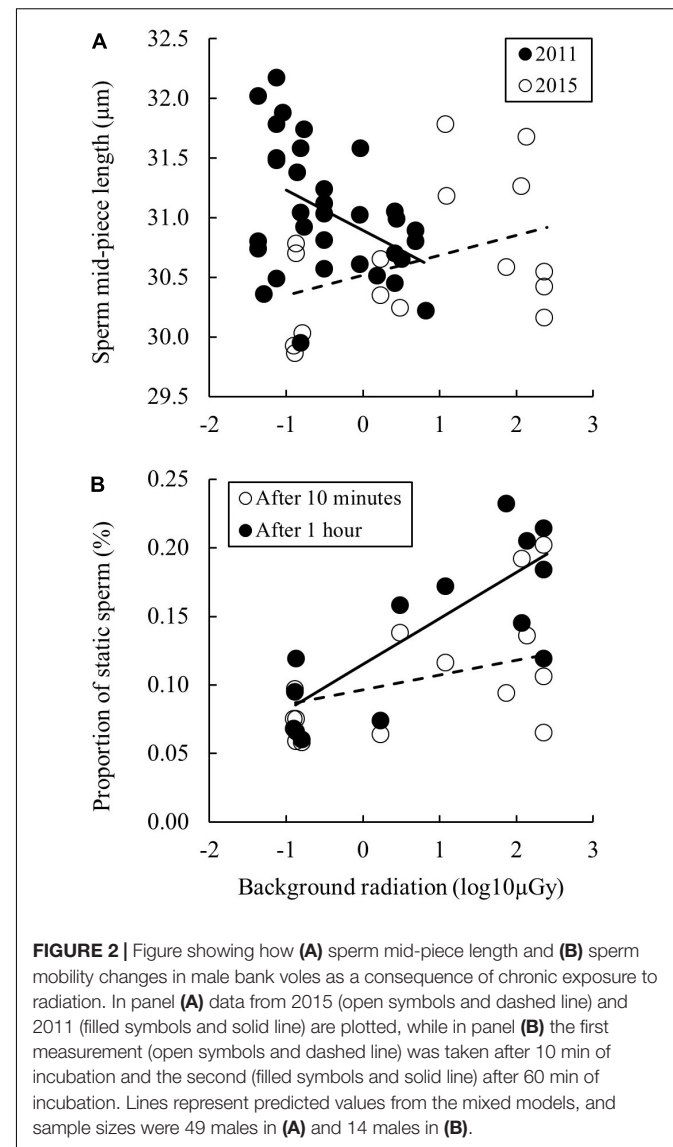 A
32.5
32.0
31.5
31.0
30.5
30.0
29.5
Sperm mid-piece length (µm)
2011
2015
-2 -1 0 1 2 3
B
0.25
0.20
0.15
0.10
0.05
0.00
Proportion of static sperm (%)
After 10 minutes
After 1 hour
-2 -1 0 1 2 3
Background radiation (log10µGy)
FIGURE 2 | Figure showing how (A) sperm mid-piece length and (B) sperm
mobility changes in male bank voles as a consequence of chronic exposure to
radiation. In panel (A) data from 2015 (open symbols and dashed line) and
2011 (filled symbols and solid line) are plotted, while in panel (B) the first
measurement (open symbols and dashed line) was taken after 10 min of
incubation and the second (filled symbols and solid line) after 60 min of
incubation. Lines represent predicted values from the mixed models, and
sample sizes were 49 males in (A) and 14 males in (B).